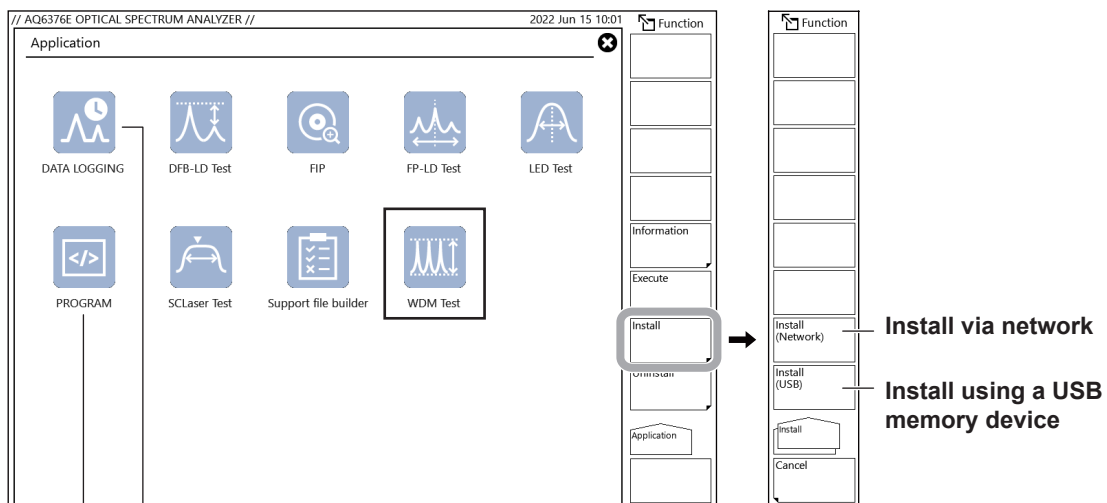 // AQ6376E OPTICAL SPECTRUM ANALYZER //
2022 Jun 15 10:01
Application
DATA LOGGING
DFB-LD Test
FIP
FP-LD Test
LED Test
</>
PROGRAM
SCLaser Test
Support file builder
WDM Test
Function
Information
Execute
Install
Uninstall
Application
Function
Install
(Network)
Install
(USB)
Install
Cancel
Install via network
Install using a USB
memory device